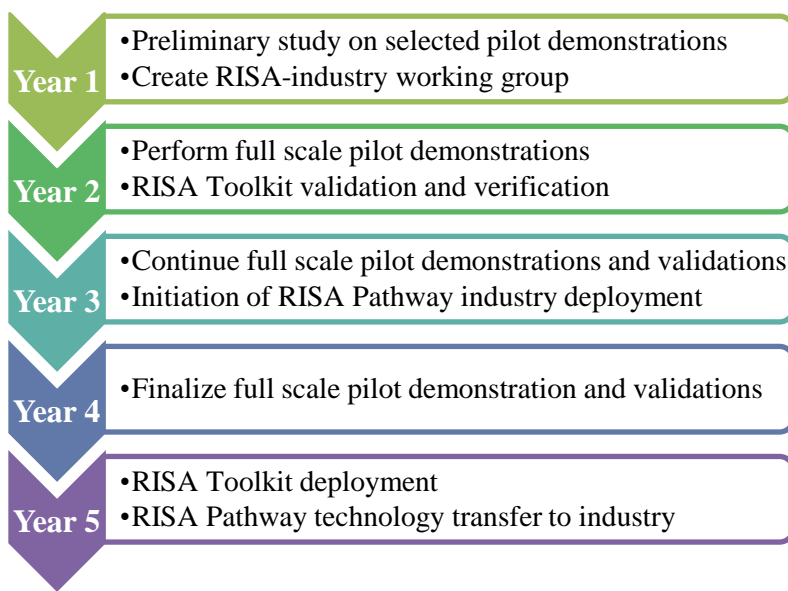 Year 1
•Preliminary study on selected pilot demonstrations
•Create RISA-industry working group
Year 2
•Perform full scale pilot demonstrations
•RISA Toolkit validation and verification
Year 3
•Continue full scale pilot demonstrations and validations
•Initiation of RISA Pathway industry deployment
Year 4
•Finalize full scale pilot demonstration and validations
Year 5
•RISA Toolkit deployment
•RISA Pathway technology transfer to industry